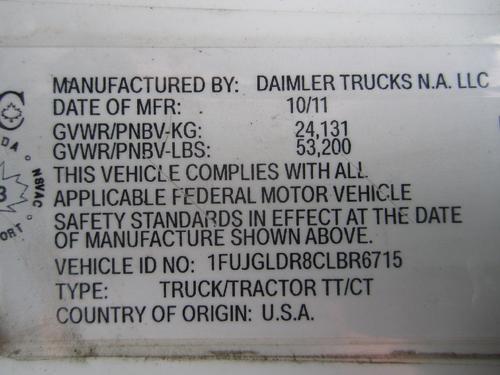 MANUFACTURED BY: DAIMLER TRUCKS N.A. LLC
DATE OF MFR: 10/11
GVWR/PNBV-KG: 24,131
GVWR/PNBV-LBS: 53,200
THIS VEHICLE COMPLIES WITH ALL
APPLICABLE FEDERAL MOTOR VEHICLE
SAFETY STANDARDS IN EFFECT AT THE DATE
OF MANUFACTURE SHOWN ABOVE.
VEHICLE ID NO: 1FUJGLDR8CLBR6715
TYPE: TRUCK/TRACTOR TT/CT
COUNTRY OF ORIGIN: U.S.A.
NSVAC